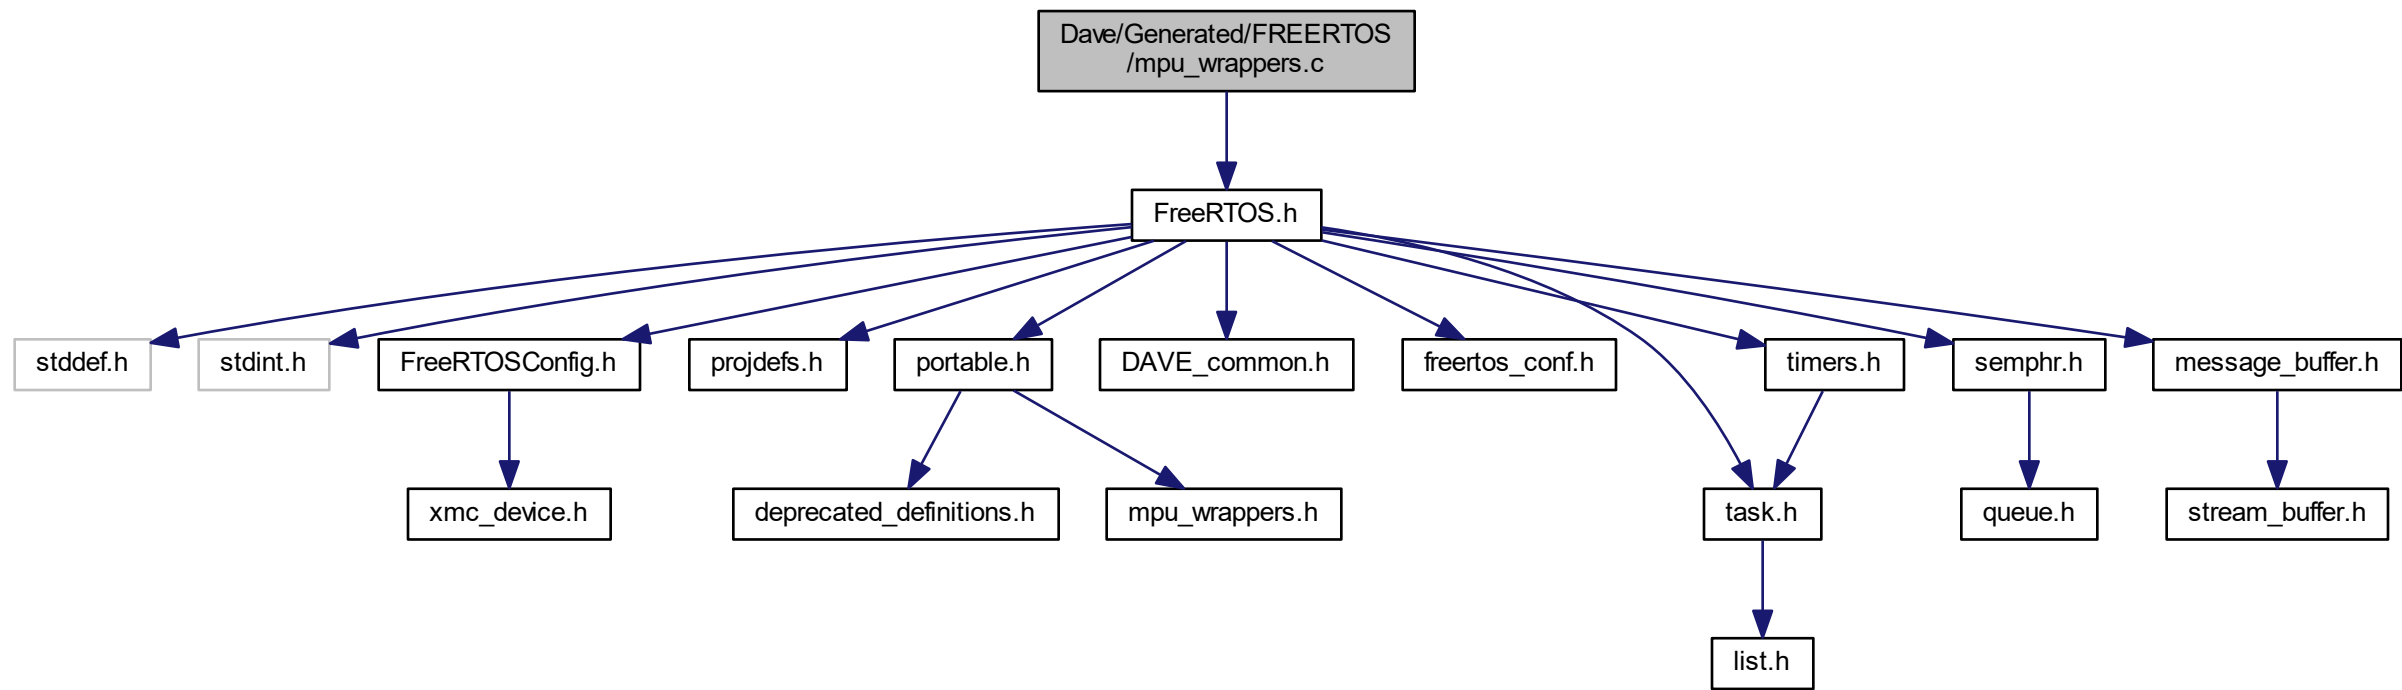 Dave/Generated/FREERTOS
/mpu_wrappers.c
FreeRTOS.h
stddef.h
stdint.h
FreeRTOSConfig.h
projdefs.h
portable.h
DAVE_common.h
freertos_conf.h
timers.h
semphr.h
message_buffer.h
xmc_device.h
deprecated_definitions.h
mpu_wrappers.h
task.h
queue.h
stream_buffer.h
list.h